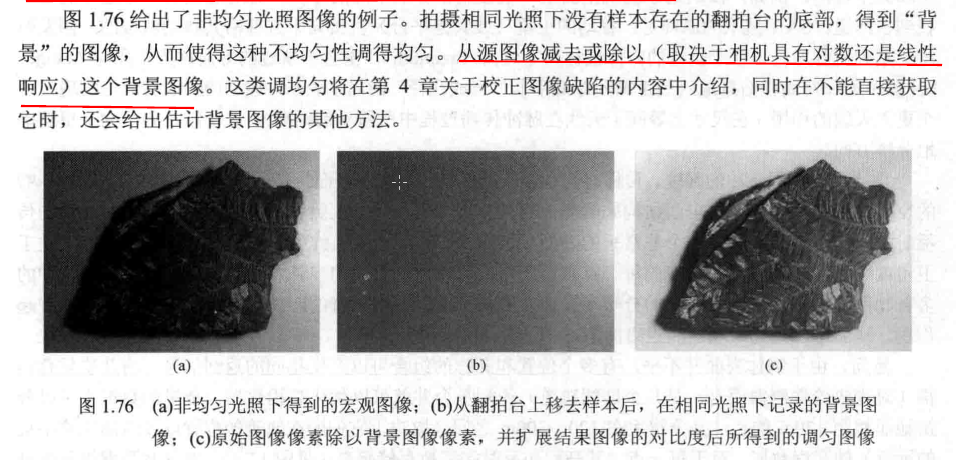 图 1.76 给出了非均匀光照图像的例子。拍摄相同光照下没有样本存在的翻拍台的底部，得到“背
景”的图像，从而使得这种不均匀性调得均匀。从源图像减去或除以（取决于相机具有对数还是线性
响应）这个背景图像。这类调均匀将在第 4 章关于校正图像缺陷的内容中介绍，同时在不能直接获取
它时，还会给出估计背景图像的其他方法。
(a)
(b)
(c)
图 1.76 (a)非均匀光照下得到的宏观图像；(b)从翻拍台上移去样本后，在相同光照下记录的背景图
像；(c)原始图像像素除以背景图像像素，并扩展结果图像的对比度后所得到的调匀图像